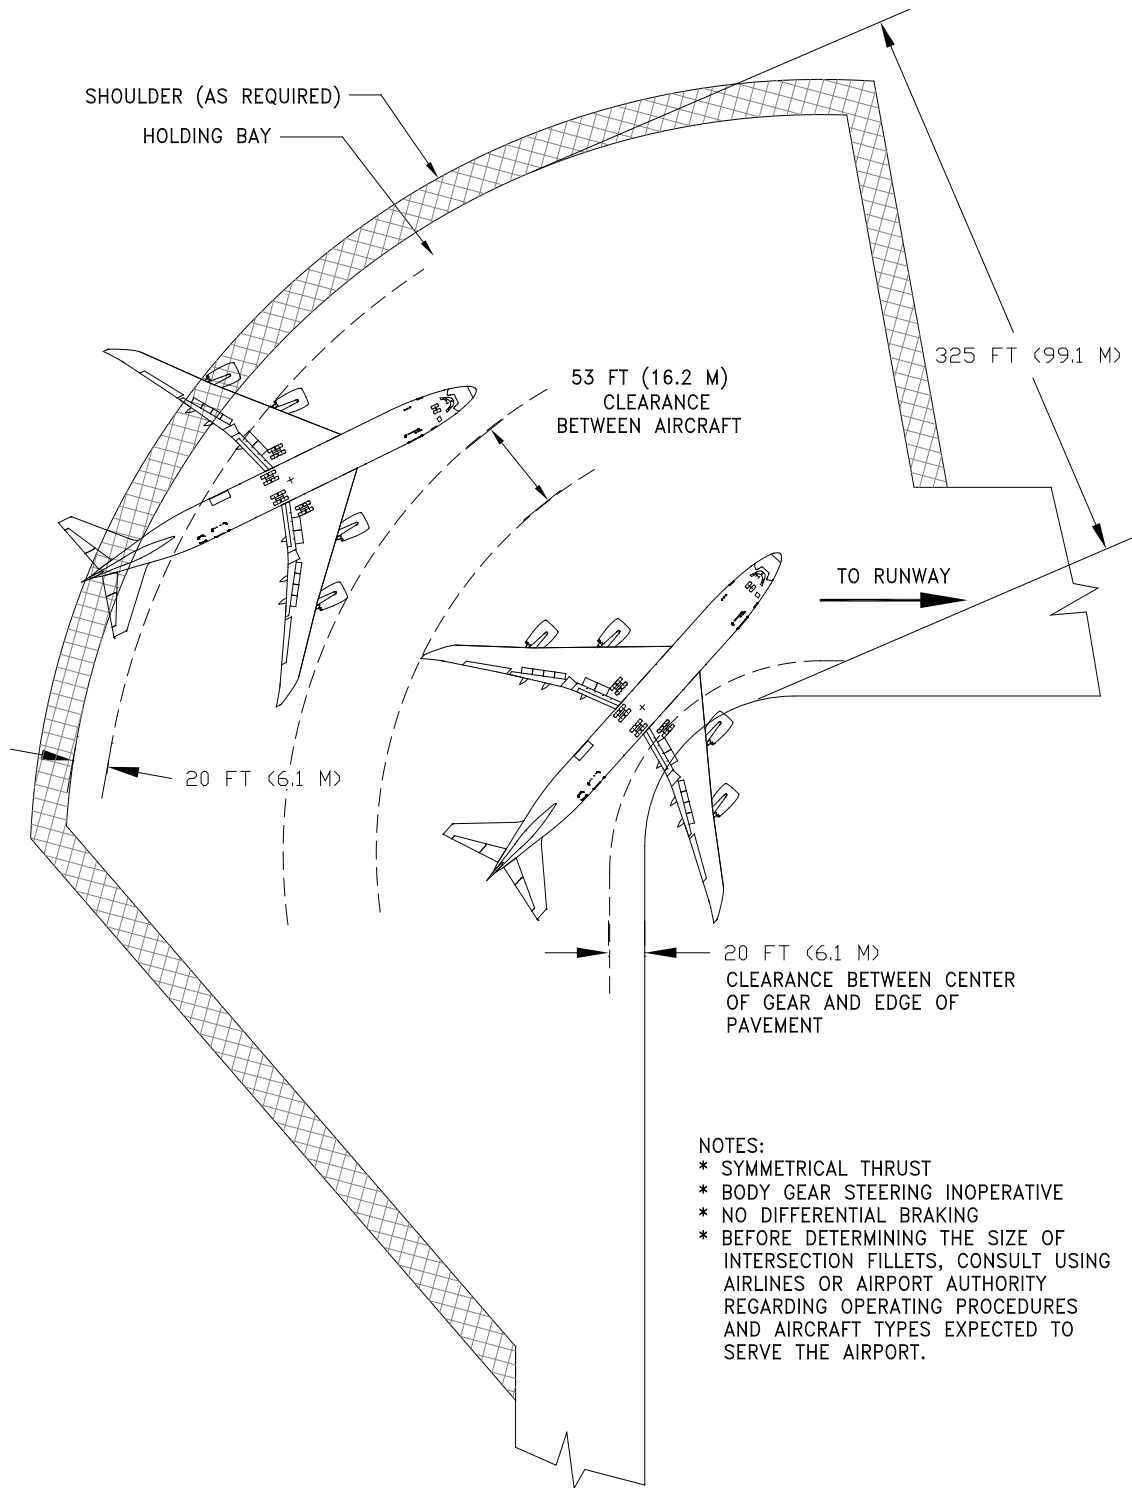 SHOULDER (AS REQUIRED)
HOLDING BAY
325 FT (99.1 M)
53 FT (16.2 M)
CLEARANCE
BETWEEN AIRCRAFT
TO RUNWAY
20 FT (6.1 M)
20 FT (6.1 M)
CLEARANCE BETWEEN CENTER
OF GEAR AND EDGE OF
PAVEMENT
NOTES:
* SYMMETRICAL THRUST
* BODY GEAR STEERING INOPERATIVE
* NO DIFFERENTIAL BRAKING
* BEFORE DETERMINING THE SIZE OF
INTERSECTION FILLETS, CONSULT USING
AIRLINES OR AIRPORT AUTHORITY
REGARDING OPERATING PROCEDURES
AND AIRCRAFT TYPES EXPECTED TO
SERVE THE AIRPORT.